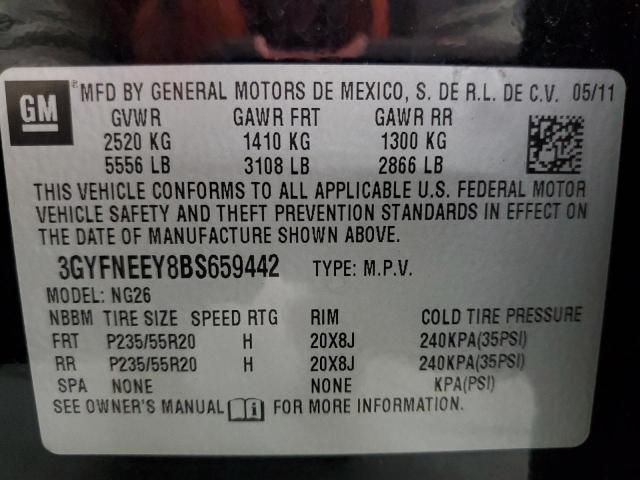 GM ® MFD BY GENERAL MOTORS DE MEXICO, S. DE R.L. DE C.V. 05/11
GVWR GAWR FRT GAWR RR
2520 KG 1410 KG 1300 KG
5556 LB 3108 LB 2866 LB
THIS VEHICLE CONFORMS TO ALL APPLICABLE U.S. FEDERAL MOTOR
VEHICLE SAFETY AND THEFT PREVENTION STANDARDS IN EFFECT ON
THE DATE OF MANUFACTURE SHOWN ABOVE.
3GYFNEEY8BS659442 TYPE: M.P.V.
MODEL: NG26
NBBM TIRE SIZE SPEED RTG RIM COLD TIRE PRESSURE
FRT P235/55R20 H 20X8J 240KPA(35PSI)
RR P235/55R20 H 20X8J 240KPA(35PSI)
SPA NONE NONE KPA(PSI)
SEE OWNER'S MANUAL FOR MORE INFORMATION.